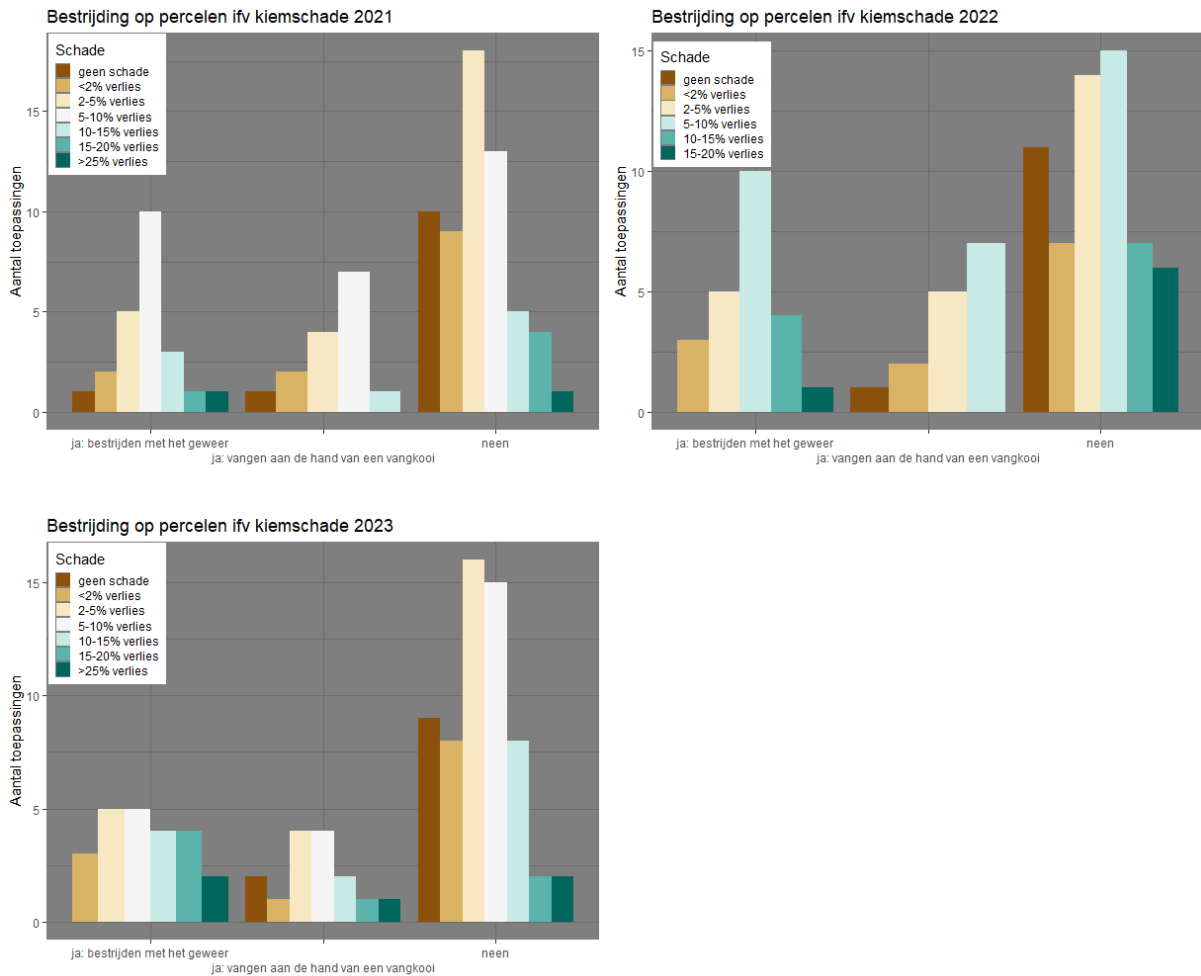 Bestrijding op percelen ifv kiemschade 2021
Schade
geen schade
<2% verlies
2-5% verlies
5-10% verlies
10-15% verlies
15-20% verlies
>25% verlies
15
10
5
0
Aantal toepassingen
ja: bestrijden met het geweer
neen
ja: vangen aan de hand van een vangkooi
Bestrijding op percelen ifv kiemschade 2022
Schade
geen schade
<2% verlies
2-5% verlies
5-10% verlies
10-15% verlies
15-20% verlies
15
10
5
0
Aantal toepassingen
ja: bestrijden met het geweer
neen
ja: vangen aan de hand van een vangkooi
Bestrijding op percelen ifv kiemschade 2023
Schade
geen schade
<2% verlies
2-5% verlies
5-10% verlies
10-15% verlies
15-20% verlies
>25% verlies
15
10
5
0
Aantal toepassingen
ja: bestrijden met het geweer
neen
ja: vangen aan de hand van een vangkooi